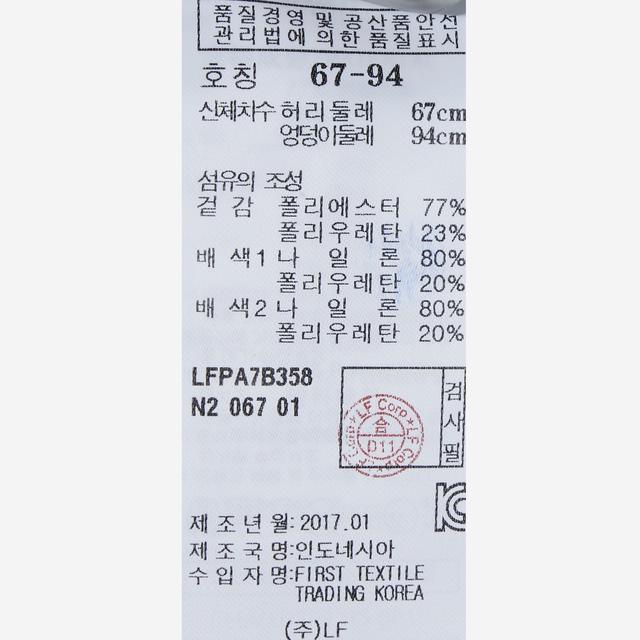 품질경영 및 공산품안전
관리법에 의한 품질표시
호칭 67-94
신체치수 허리둘레 67cm
엉덩이둘레 94cm
섬유의 조성
겉감 폴리에스터 77%
폴리우레탄 23%
배색1 나일론 80%
폴리우레탄 20%
배색2 나일론 80%
폴리우레탄 20%
LFPA7B358
N2 067 01
LF Corp LF Corp
合
D11
검사필
제조년월: 2017.01
제조국명:인도네시아
수입자명:FIRST TEXTILE
TRADING KOREA
(주)LF